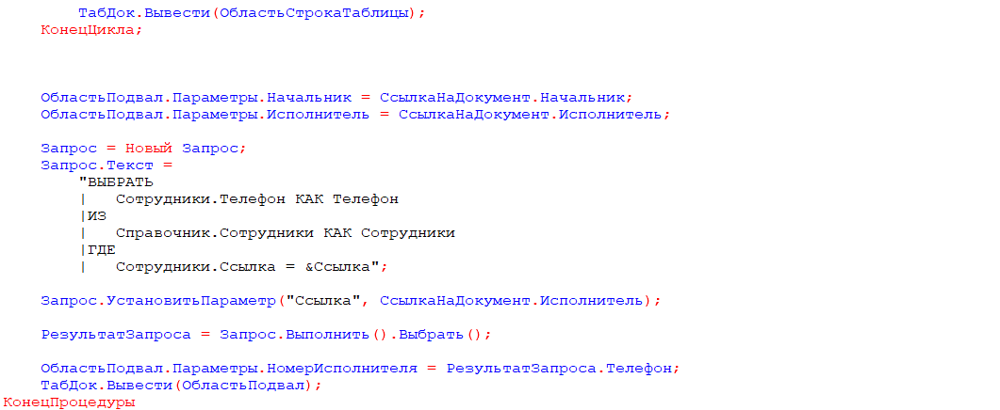 ТабДок.Вывести(ОбластьСтрокаТаблицы);
КонецЦикла;
ОбластьПодвал.Параметры.Начальник = СсылкаНаДокумент.Начальник;
ОбластьПодвал.Параметры.Исполнитель = СсылкаНаДокумент.Исполнитель;
Запрос = Новый Запрос;
Запрос.Текст =
"ВЫБРАТЬ
|   Сотрудники.Телефон КАК Телефон
|ИЗ
|   Справочник.Сотрудники КАК Сотрудники
|ГДЕ
|   Сотрудники.Ссылка = &Ссылка";
Запрос.УстановитьПараметр("Ссылка", СсылкаНаДокумент.Исполнитель);
РезультатЗапроса = Запрос.Выполнить().Выбрать();
ОбластьПодвал.Параметры.НомерИсполнителя = РезультатЗапроса.Телефон;
ТабДок.Вывести(ОбластьПодвал);
КонецПроцедуры